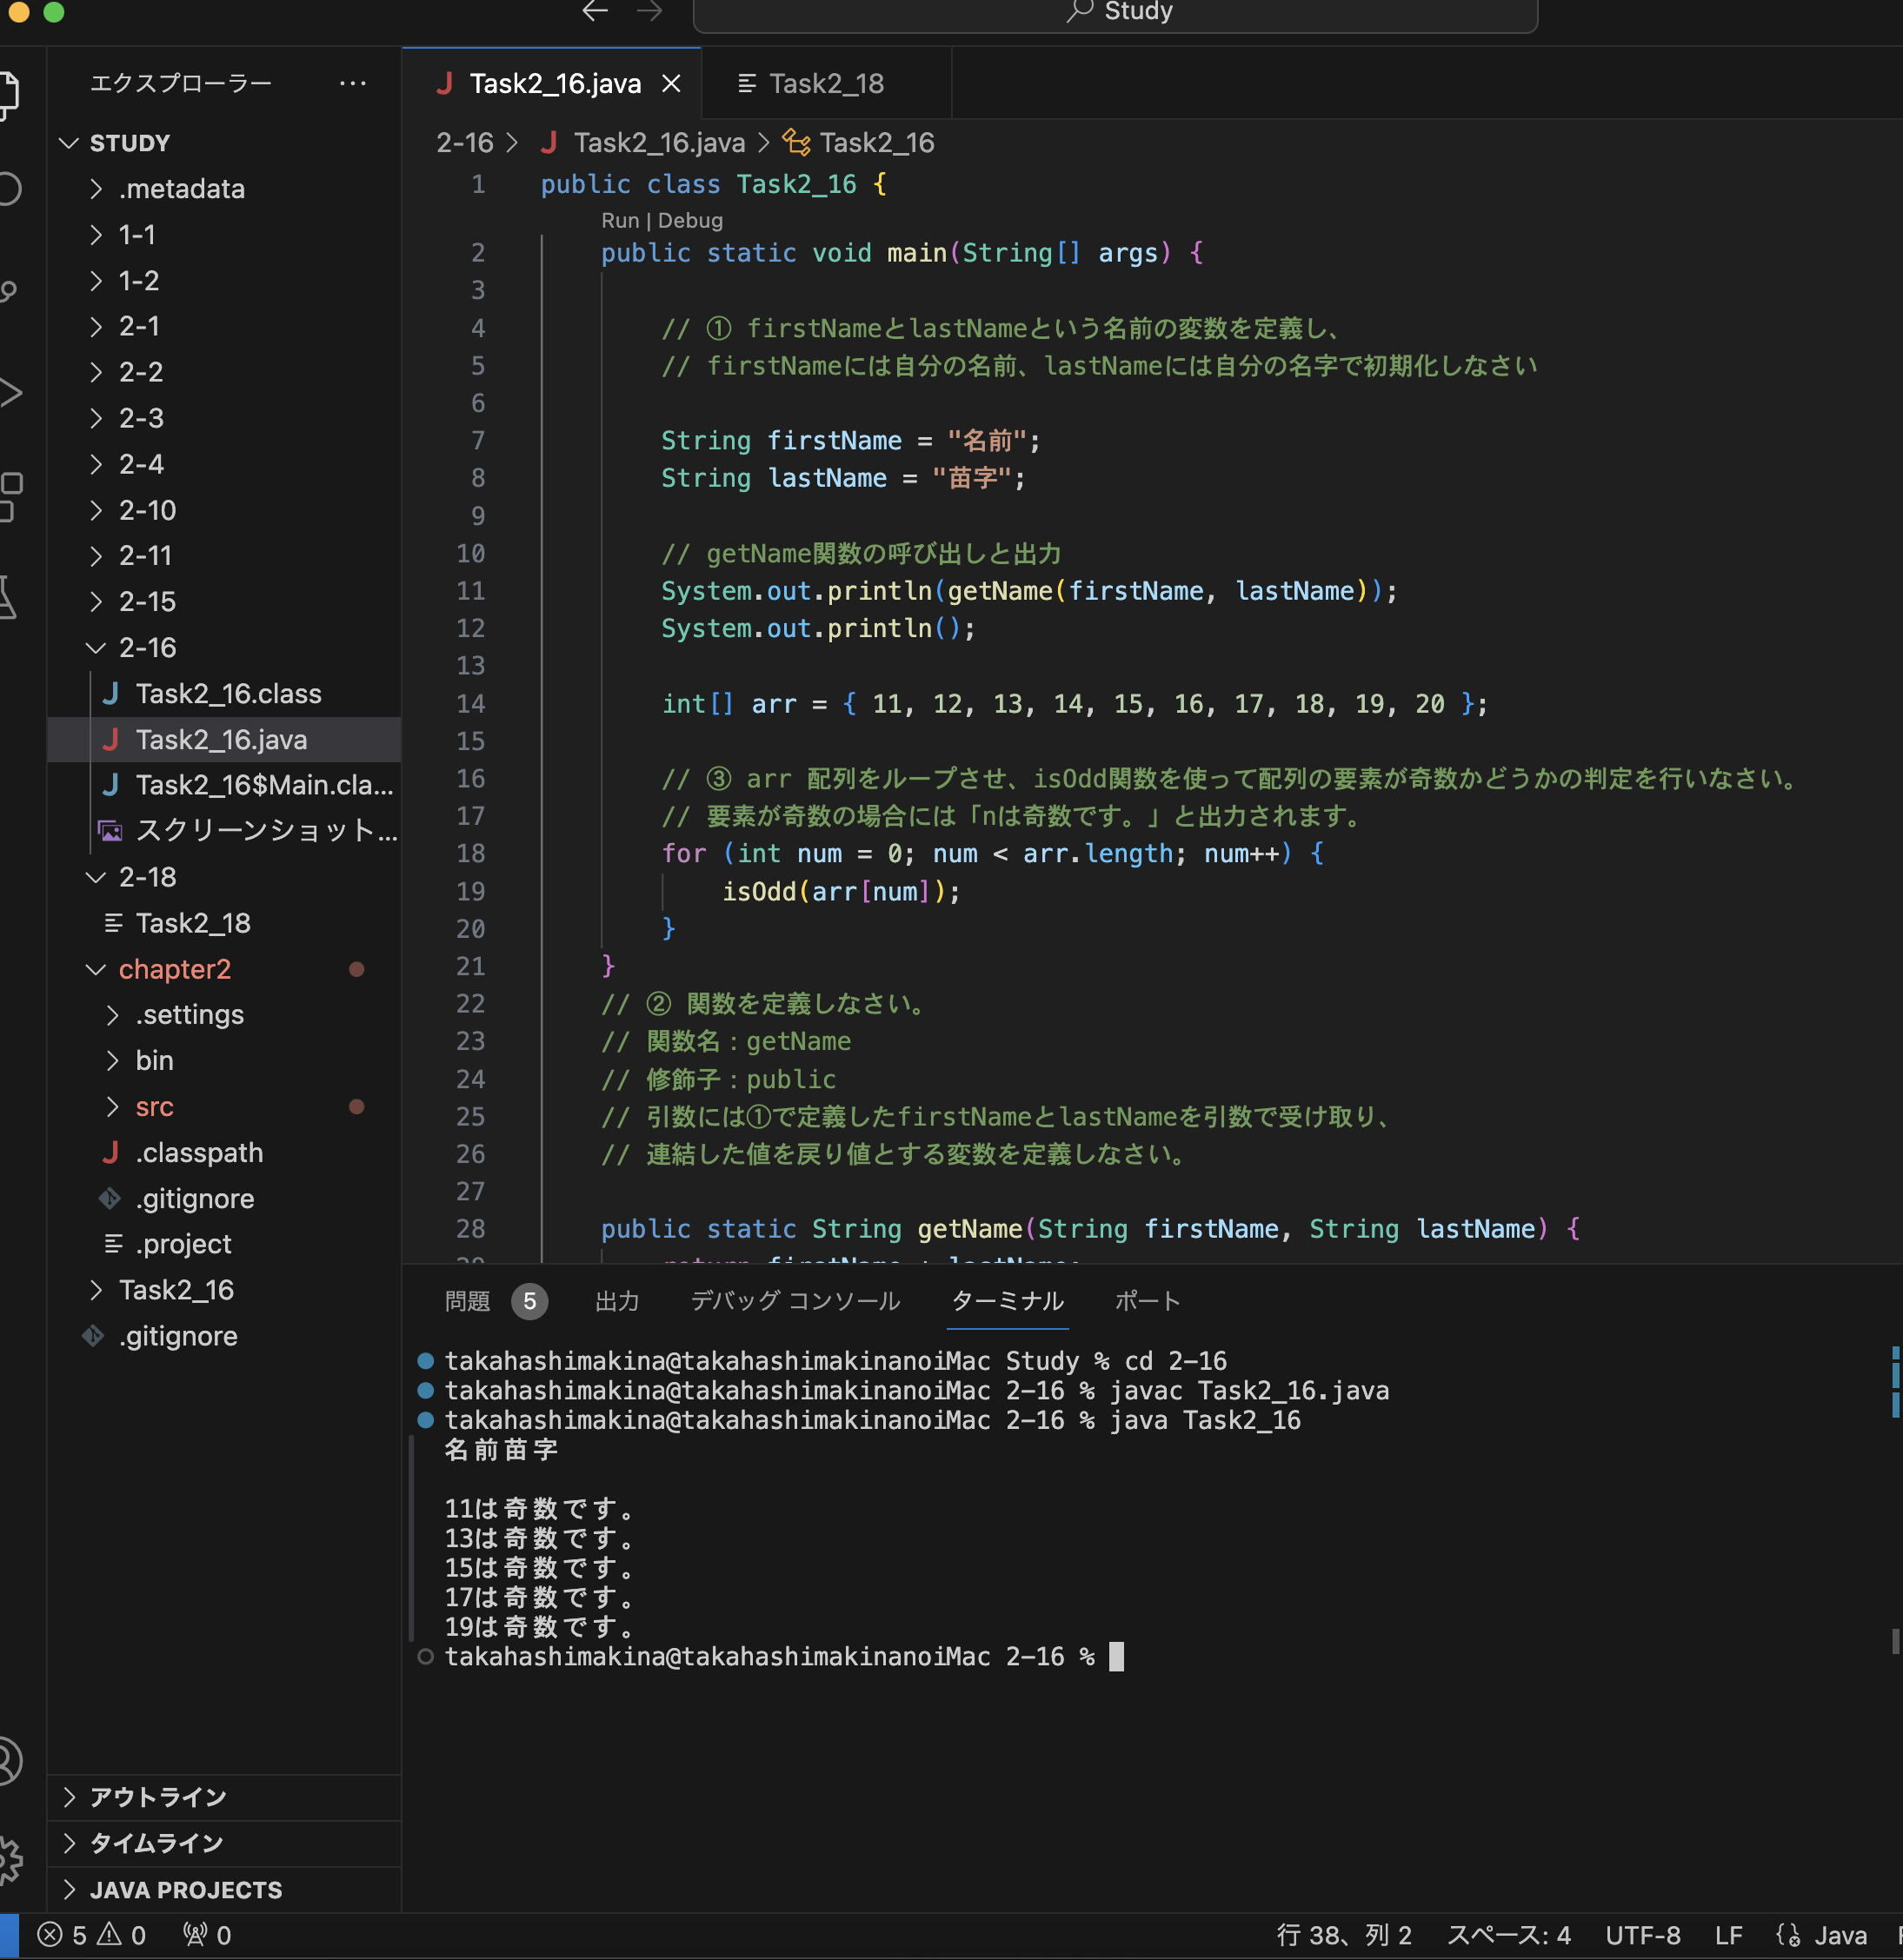 Study
エクスプローラー
STUDY
.metadata
1-1
1-2
2-1
2-2
2-3
2-4
2-10
2-11
2-15
2-16
Task2_16.class
Task2_16.java
Task2_16$Main.cla...
スクリーンショット...
2-18
Task2_18
chapter2
.settings
bin
src
.classpath
.gitignore
.project
Task2_16
.gitignore
アウトライン
タイムライン
JAVA PROJECTS
Task2_16.java Task2_18
2-16 > Task2_16.java > Task2_16
1 public class Task2_16 {
Run | Debug
2 public static void main(String[] args) {
3
4 // ① firstNameとlastNameという名前の変数を定義し、
5 // firstNameには自分の名前、lastNameには自分の名字で初期化しなさい
6
7 String firstName = "名前";
8 String lastName = "苗字";
9
10 // getName関数の呼び出しと出力
11 System.out.println(getName(firstName, lastName));
12 System.out.println();
13
14 int[] arr = { 11, 12, 13, 14, 15, 16, 17, 18, 19, 20 };
15
16 // ③ arr 配列をループさせ、isOdd関数を使って配列の要素が奇数かどうかの判定を行いなさい。
17 // 要素が奇数の場合には「nは奇数です。」と出力されます。
18 for (int num = 0; num < arr.length; num++) {
19 isOdd(arr[num]);
20 }
21 }
22 // ② 関数を定義しなさい。
23 // 関数名：getName
24 // 修飾子：public
25 // 引数には①で定義したfirstNameとlastNameを引数で受け取り、
26 // 連結した値を戻り値とする変数を定義しなさい。
27
28 public static String getName(String firstName, String lastName) {
29 return firstName + lastName;
問題 5 出力 デバッグ コンソール ターミナル ポート
takahashimakina@takahashimakinanoiMac Study % cd 2-16
takahashimakina@takahashimakinanoiMac 2-16 % javac Task2_16.java
takahashimakina@takahashimakinanoiMac 2-16 % java Task2_16
名前苗字
11は奇数です。
13は奇数です。
15は奇数です。
17は奇数です。
19は奇数です。
takahashimakina@takahashimakinanoiMac 2-16 %
5 0 0 行 38、列 2 スペース: 4 UTF-8 LF Java